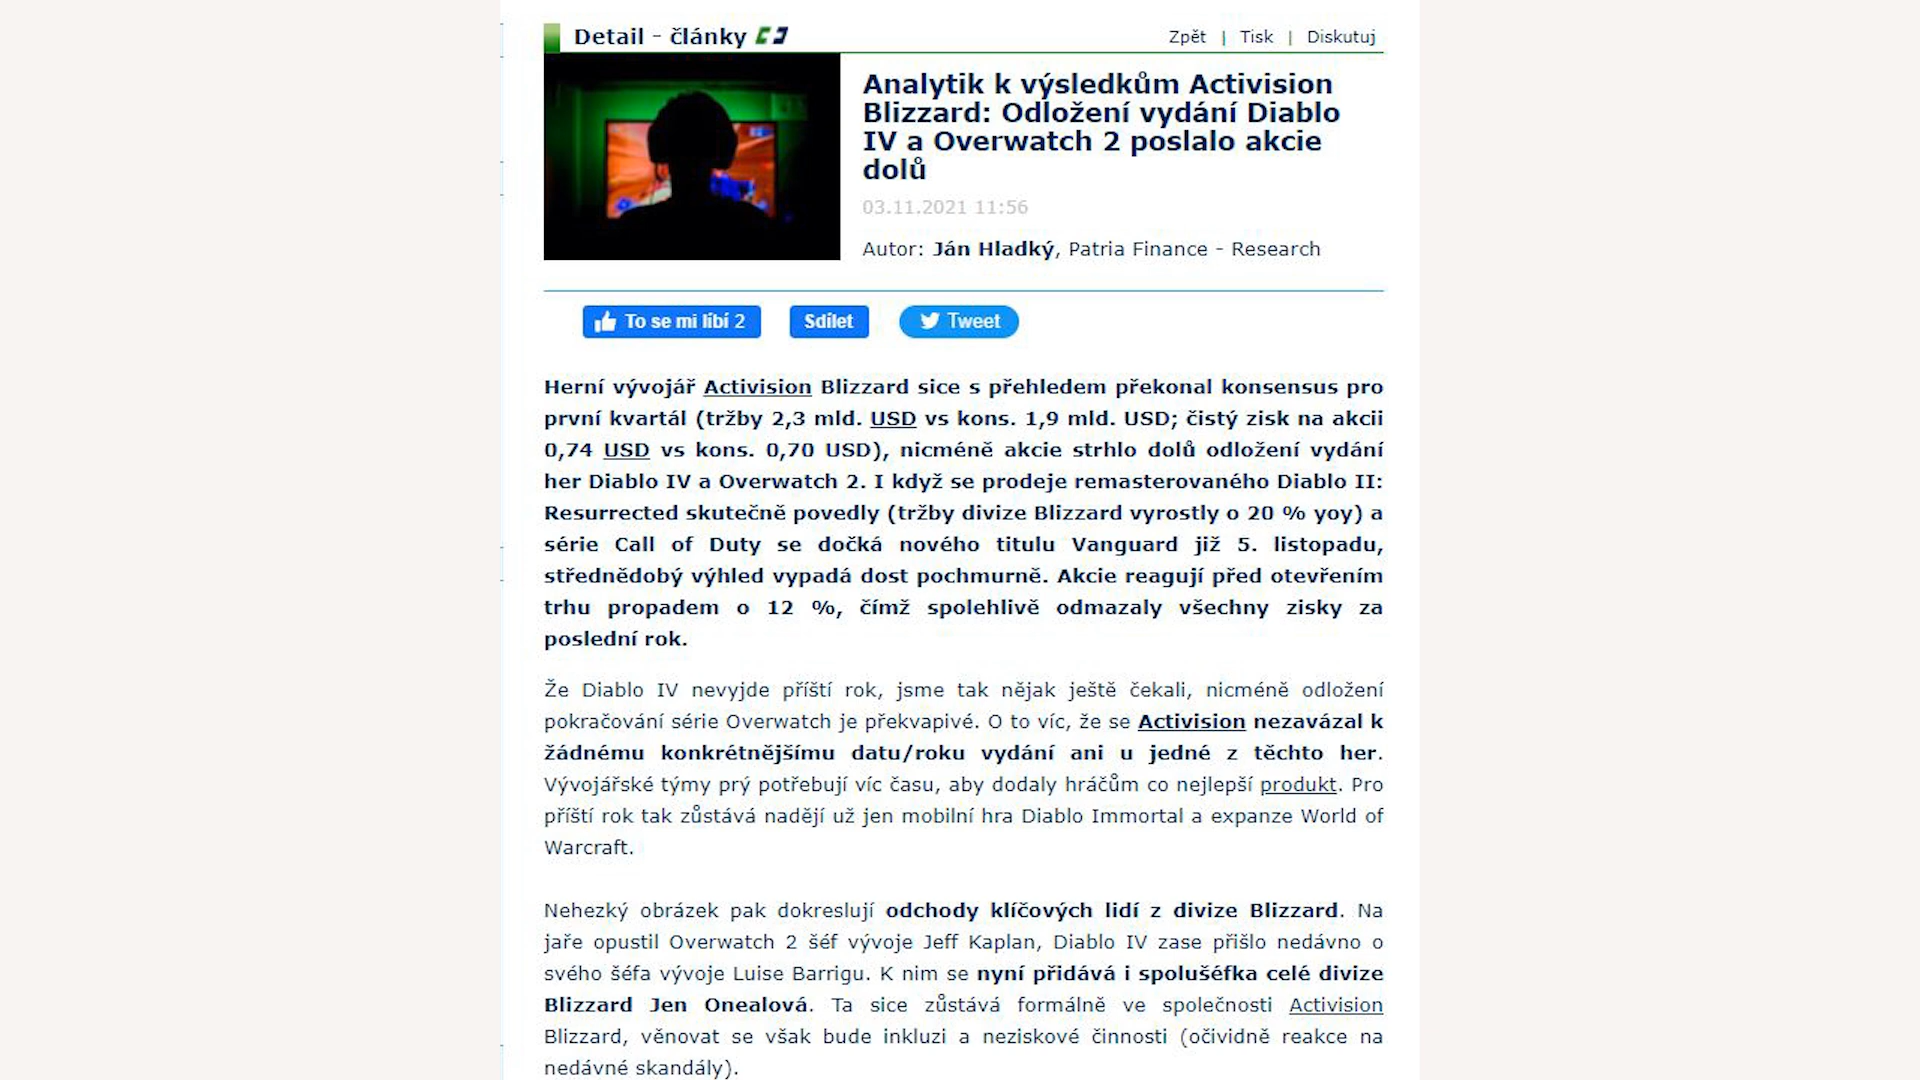 Detail - články
Zpět | Tisk | Diskutuj
Analytik k výsledkům Activision
Blizzard: Odložení vydání Diablo
IV a Overwatch 2 poslalo akcie
dolů
03.11.2021 11:56
Autor: Ján Hladký, Patria Finance - Research
To se mi líbí 2
Sdílet
Tweet
Herní vývojář Activision Blizzard sice s přehledem překonal konsensus pro
první kvartál (tržby 2,3 mld. USD vs kons. 1,9 mld. USD; čistý zisk na akcii
0,74 USD vs kons. 0,70 USD), nicméně akcie strhlo dolů odložení vydání
her Diablo IV a Overwatch 2. I když se prodeje remasterovaného Diablo II:
Resurrected skutečně povedly (tržby divize Blizzard vyrostly o 20 % yoy) a
série Call of Duty se dočká nového titulu Vanguard již 5. listopadu,
střednědobý výhled vypadá dost pochmurně. Akcie reagují před otevřením
trhu propadem o 12 %, čímž spolehlivě odmazaly všechny zisky za
poslední rok.
Že Diablo IV nevyjde příští rok, jsme tak nějak ještě čekali, nicméně odložení
pokračování série Overwatch je překvapivé. O to víc, že se Activision nezavázal k
žádnému konkrétnějšímu datu/roku vydání ani u jedné z těchto her.
Vývojářské týmy prý potřebují víc času, aby dodaly hráčům co nejlepší produkt. Pro
příští rok tak zůstává nadějí už jen mobilní hra Diablo Immortal a expanze World of
Warcraft.
Nehezký obrázek pak dokreslují odchody klíčových lidí z divize Blizzard. Na
jaře opustil Overwatch 2 šéf vývoje Jeff Kaplan, Diablo IV zase přišlo nedávno o
svého šéfa vývoje Luise Barrigu. K nim se nyní přidává i spolušéfka celé divize
Blizzard Jen Onealová. Ta sice zůstává formálně ve společnosti Activision
Blizzard, věnovat se však bude inkluzi a neziskové činnosti (očividně reakce na
nedávné skandály).